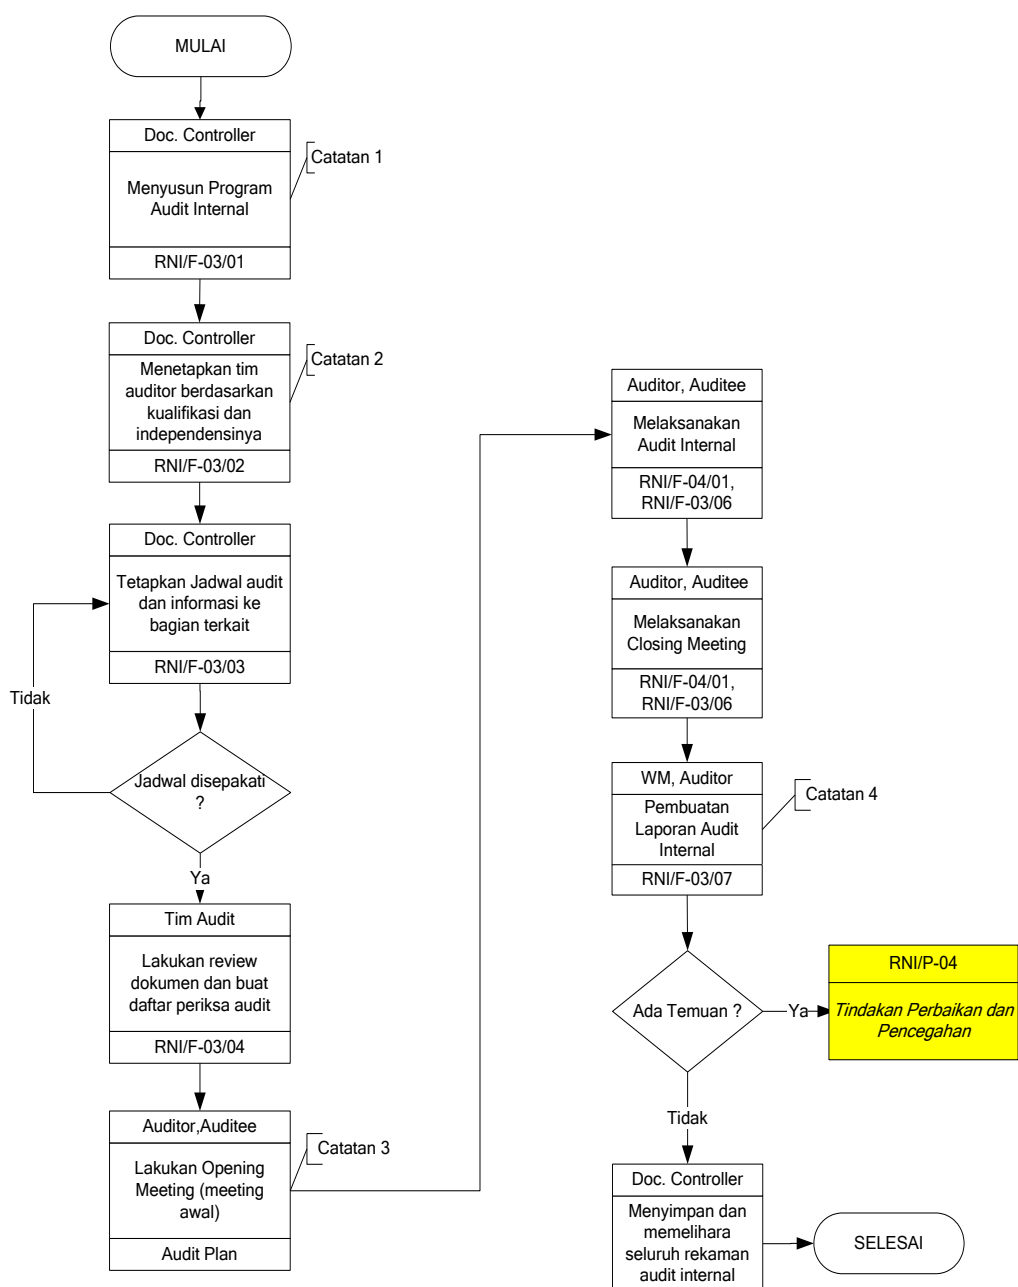 MULAI
Doc. Controller
Catatan 1
Menyusun Program
Audit Internal
RNI/F-03/01
Doc. Controller
Catatan 2
Menetapkan tim
auditor berdasarkan
kualifikasi dan
independensinya
RNI/F-03/02
Doc. Controller
Tetapkan Jadwal audit
dan informasi ke
bagian terkait
RNI/F-03/03
Tidak
Jadwal disepakati
?
Ya
Tim Audit
Lakukan review
dokumen dan buat
daftar periksa audit
RNI/F-03/04
Auditor,Auditee
Catatan 3
Lakukan Opening
Meeting (meeting
awal)
Audit Plan
Auditor, Auditee
Melaksanakan
Audit Internal
RNI/F-04/01,
RNI/F-03/06
Auditor, Auditee
Melaksanakan
Closing Meeting
RNI/F-04/01,
RNI/F-03/06
WM, Auditor
Catatan 4
Pembuatan
Laporan Audit
Internal
RNI/F-03/07
Ada Temuan ?
Ya
RNI/P-04
Tindakan Perbaikan dan
Pencegahan
Tidak
Doc. Controller
Menyimpan dan
memelihara
seluruh rekaman
audit internal
SELESAI